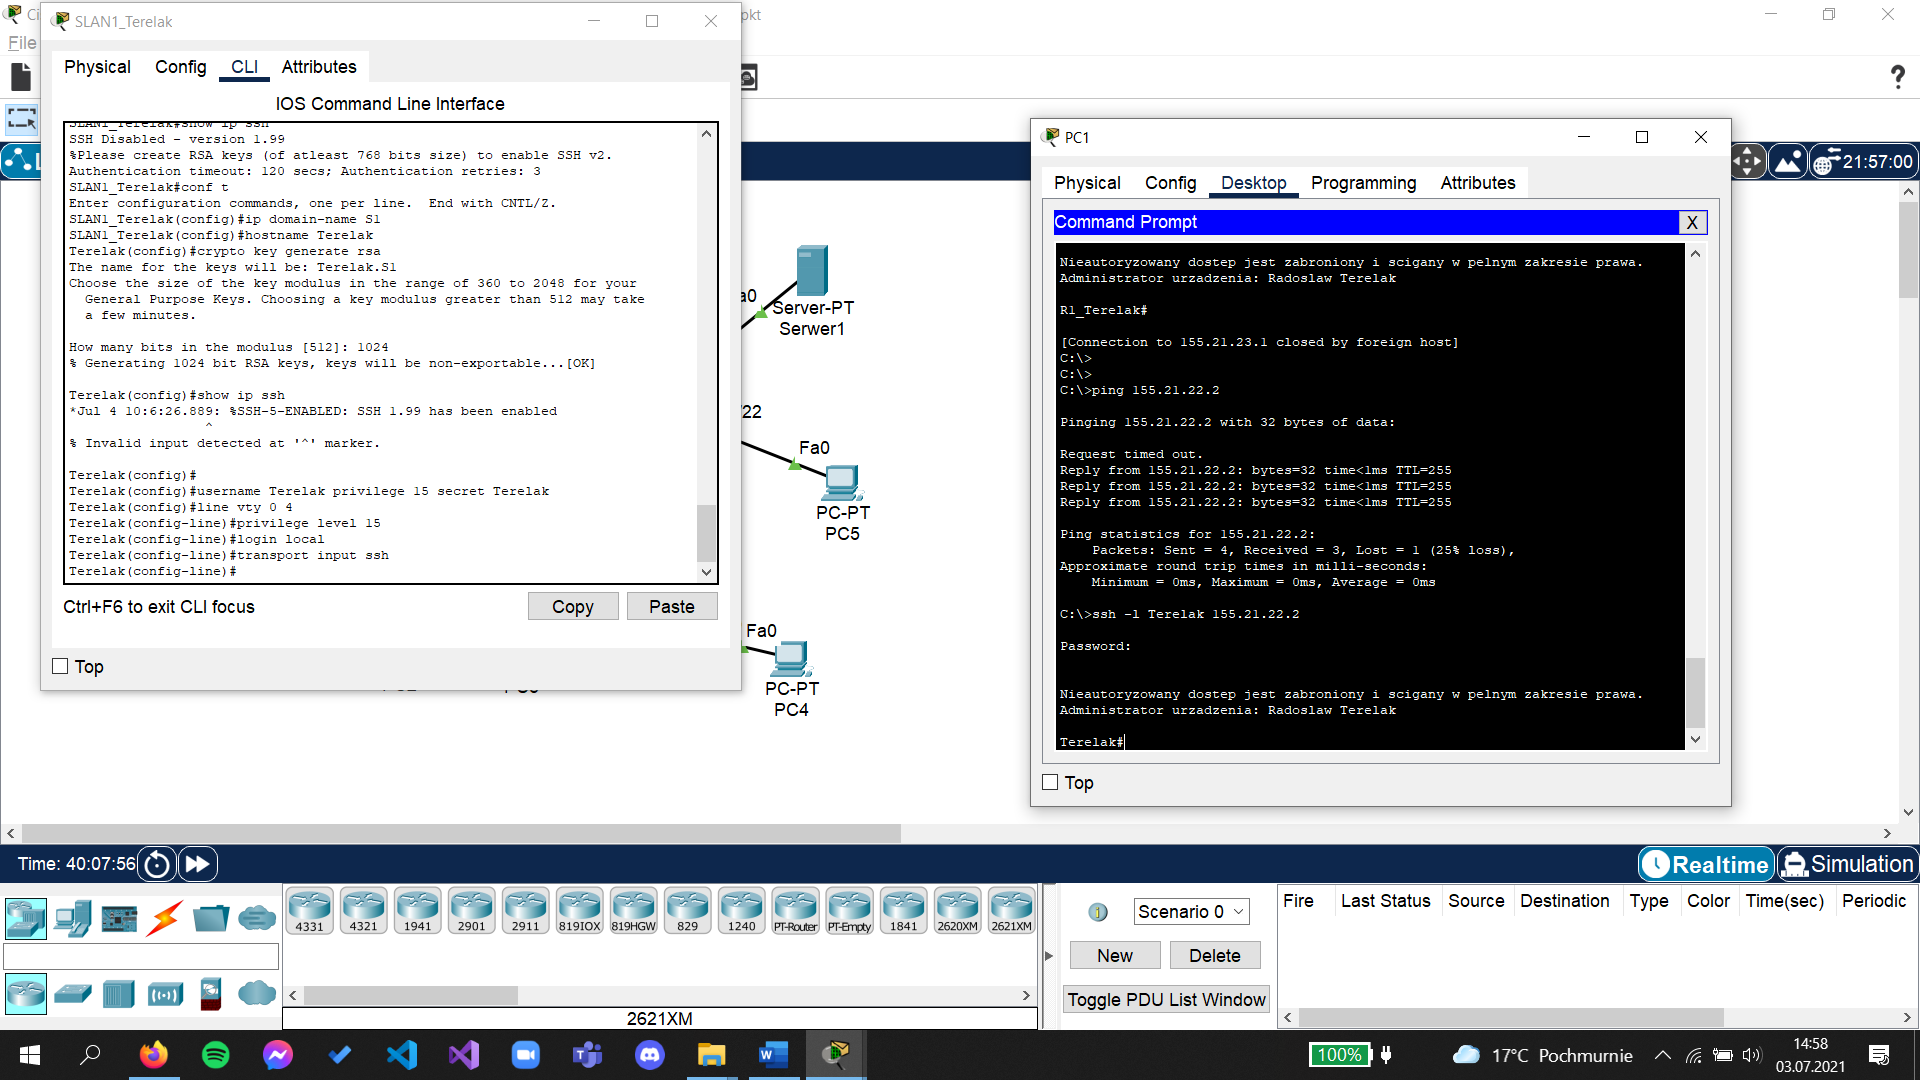 SLAN1_Terelak
Ci
pkt
File
Physical Config CLI Attributes
IOS Command Line Interface
SLAN1_Terelak#show ip ssh
SSH Disabled - version 1.99
%Please create RSA keys (of atleast 768 bits size) to enable SSH v2.
Authentication timeout: 120 secs; Authentication retries: 3
SLAN1_Terelak#conf t
Enter configuration commands, one per line. End with CNTL/Z.
SLAN1_Terelak(config)#ip domain-name S1
SLAN1_Terelak(config)#hostname Terelak
Terelak(config)#crypto key generate rsa
The name for the keys will be: Terelak.S1
Choose the size of the key modulus in the range of 360 to 2048 for your
General Purpose Keys. Choosing a key modulus greater than 512 may take
a few minutes.
How many bits in the modulus [512]: 1024
% Generating 1024 bit RSA keys, keys will be non-exportable...[OK]
Terelak(config)#show ip ssh
*Jul 4 10:6:26.889: %SSH-5-ENABLED: SSH 1.99 has been enabled
^
% Invalid input detected at '^' marker.
Terelak(config)#
Terelak(config)#username Terelak privilege 15 secret Terelak
Terelak(config)#line vty 0 4
Terelak(config-line)#privilege level 15
Terelak(config-line)#login local
Terelak(config-line)#transport input ssh
Terelak(config-line)#
Ctrl+F6 to exit CLI focus
Copy
Paste
Top
a0
Server-PT
Serwer1
/22
Fa0
PC-PT
PC5
Fa0
PC-PT
PC4
21:57:00
PC1
Physical Config Desktop Programming Attributes
Command Prompt
X
Nieautoryzowany dostep jest zabroniony i scigany w pelnym zakresie prawa.
Administrator urzadzenia: Radoslaw Terelak
R1_Terelak#
[Connection to 155.21.23.1 closed by foreign host]
C:\>
C:\>
C:\>ping 155.21.22.2
Pinging 155.21.22.2 with 32 bytes of data:
Request timed out.
Reply from 155.21.22.2: bytes=32 time<1ms TTL=255
Reply from 155.21.22.2: bytes=32 time<1ms TTL=255
Reply from 155.21.22.2: bytes=32 time<1ms TTL=255
Ping statistics for 155.21.22.2:
Packets: Sent = 4, Received = 3, Lost = 1 (25% loss),
Approximate round trip times in milli-seconds:
Minimum = 0ms, Maximum = 0ms, Average = 0ms
C:\>ssh -l Terelak 155.21.22.2
Password:
Nieautoryzowany dostep jest zabroniony i scigany w pelnym zakresie prawa.
Administrator urzadzenia: Radoslaw Terelak
Terelak#
Top
Time: 40:07:56
Realtime
Simulation
4331 4321 1941 2901 2911 819IOX 819HGW 829 1240 PT-Router PT-Empty 1841 2620XM 2621XM
2621XM
Scenario 0
New
Delete
Toggle PDU List Window
Fire Last Status Source Destination Type Color Time(sec) Periodic
100%
17°C Pochmurnie
14:58
03.07.2021